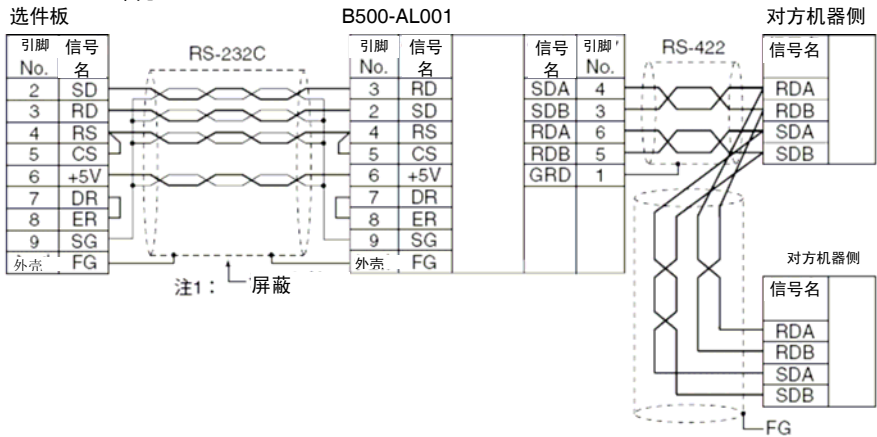 选件板 B500-AL001 对方机器侧
引脚 信号 RS-232C 引脚 信号 信号 引脚 RS-422 信号名
No. 名 No. 名 名 No.
2 SD 3 RD SDA 4 RDA
3 RD 2 SD SDB 3 RDB
4 RS 4 RS RDA 6 SDA
5 CS 5 CS RDB 5 SDB
6 +5V 6 +5V GRD 1
7 DR 7 DR
8 ER 8 ER
9 SG 9 SG
外壳 FG 外壳 FG
注1： 屏蔽
对方机器侧
信号名
RDA
RDB
SDA
SDB
FG